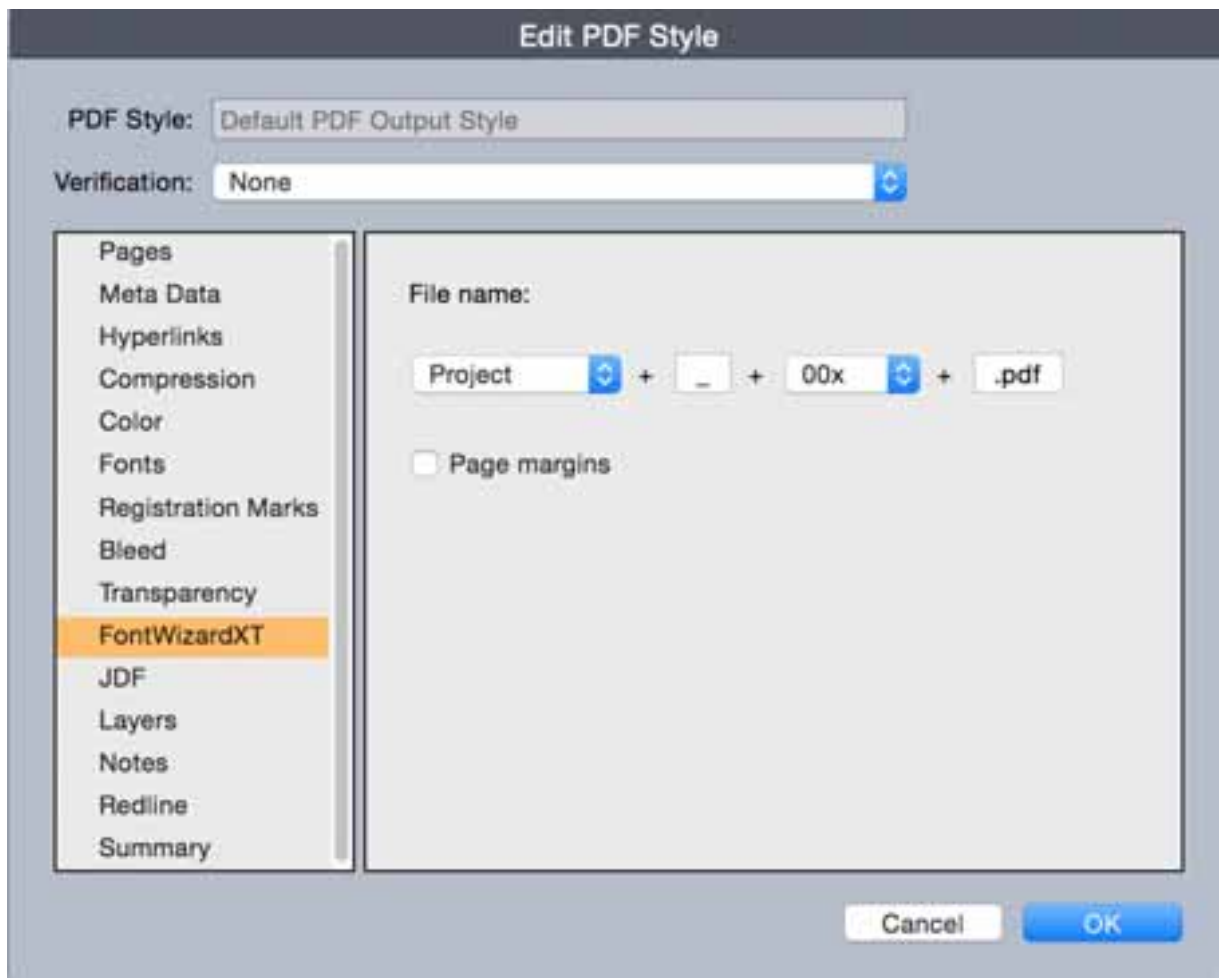 Edit PDF Style
PDF Style: Default PDF Output Style
Verification: None
Pages
Meta Data
Hyperlinks
Compression
Color
Fonts
Registration Marks
Bleed
Transparency
FontWizardXT
JDF
Layers
Notes
Redline
Summary
File name:
Project + _ + 00x + .pdf
Page margins
Cancel OK